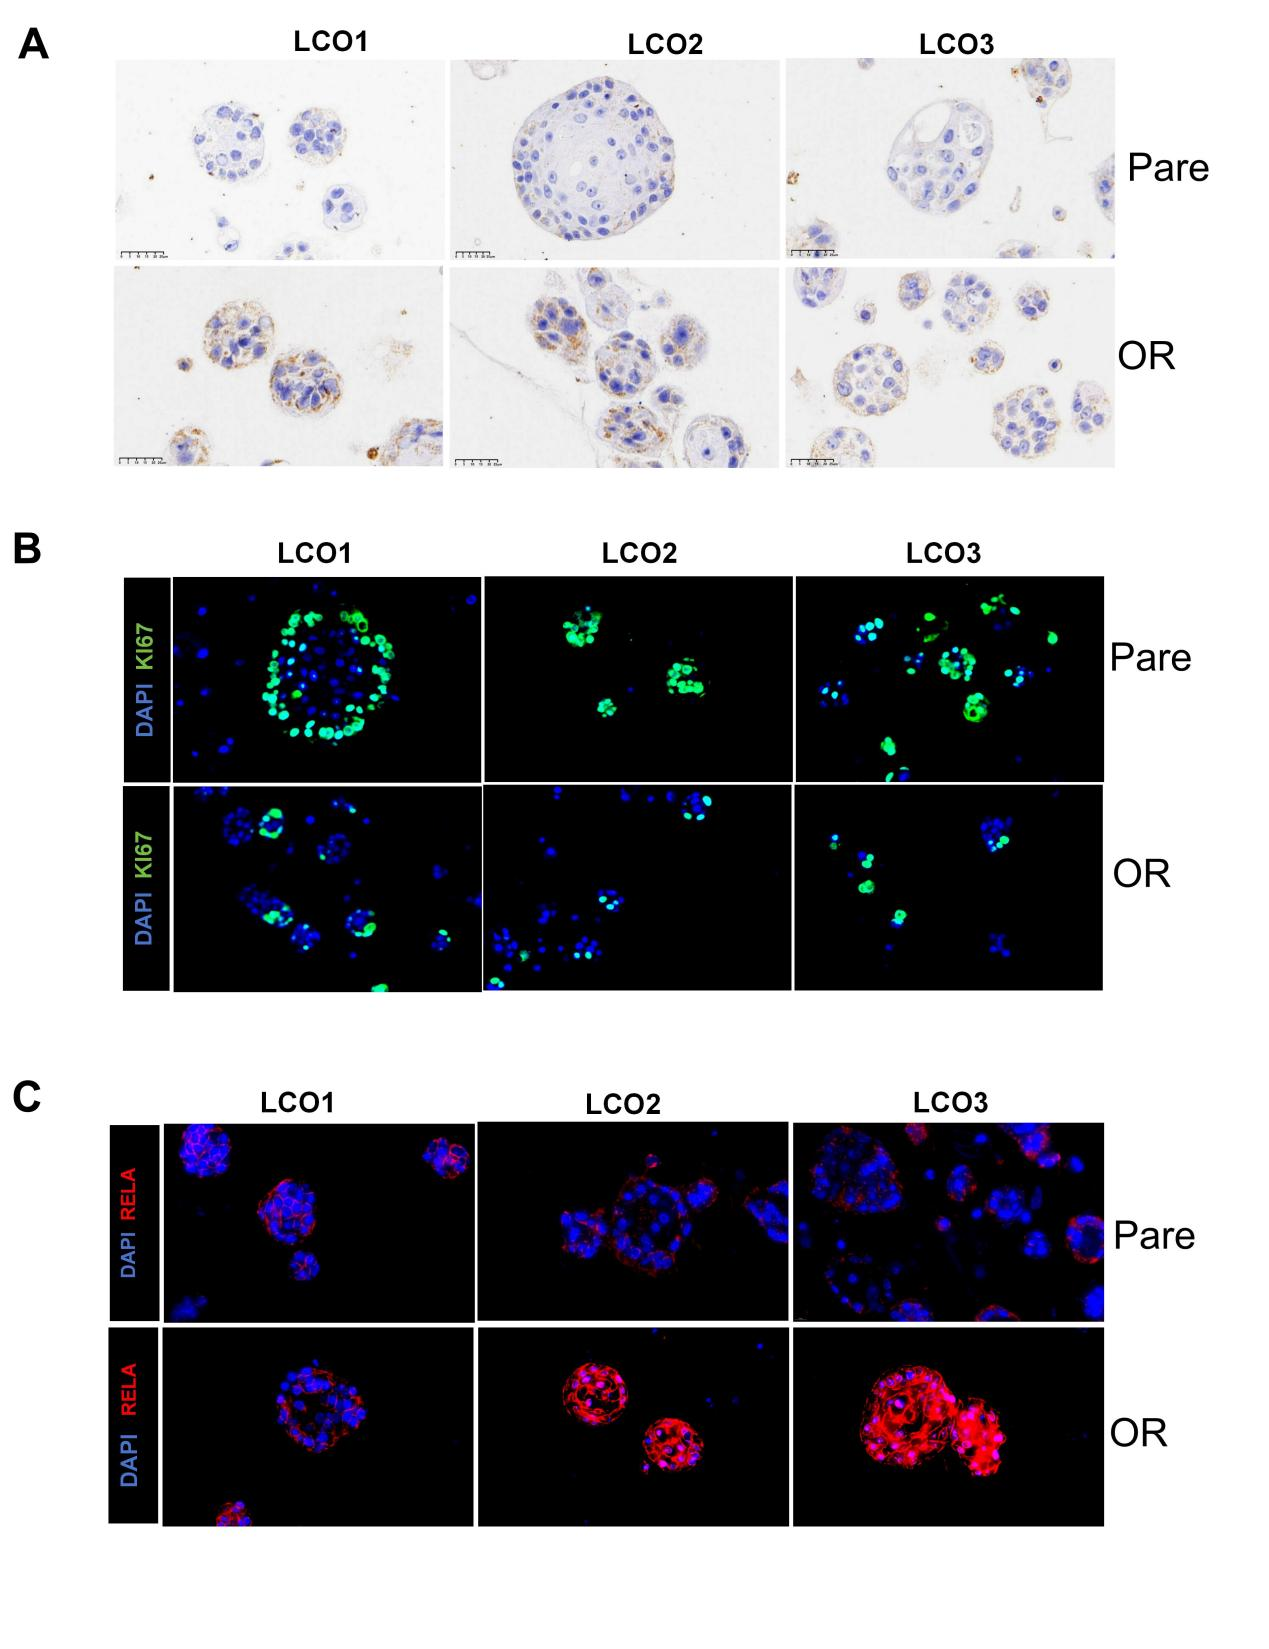 A
LCO1 LCO2 LCO3
Pare
OR
B
LCO1 LCO2 LCO3
DAPI KI67
Pare
DAPI KI67
OR
C
LCO1 LCO2 LCO3
DAPI RELA
Pare
DAPI RELA
OR